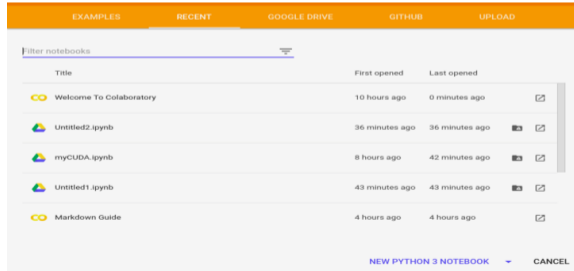 EXAMPLES RECENT GOOGLE DRIVE GITHUB UPLOAD
Filter notebooks
Title First opened Last opened
Welcome To Colaboratory 10 hours ago 0 minutes ago
Untitled2.ipynb 36 minutes ago 36 minutes ago
myCUDA.ipynb 8 hours ago 42 minutes ago
Untitled1.ipynb 43 minutes ago 43 minutes ago
Markdown Guide 4 hours ago 4 hours ago
NEW PYTHON 3 NOTEBOOK CANCEL